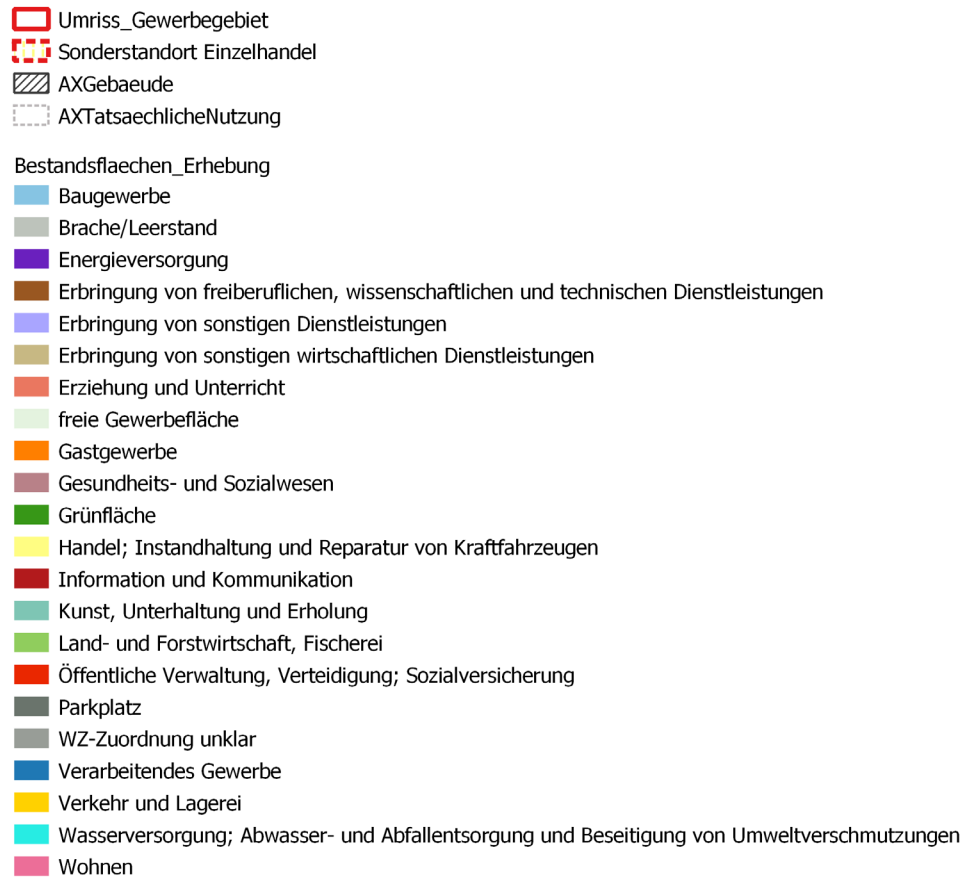 Umriss_Gewerbegebiet
Sonderstandort Einzelhandel
AXGebaeude
AXTatsaechlicheNutzung
Bestandsflaechen_Erhebung
Baugewerbe
Brache/Leerstand
Energieversorgung
Erbringung von freiberuflichen, wissenschaftlichen und technischen Dienstleistungen
Erbringung von sonstigen Dienstleistungen
Erbringung von sonstigen wirtschaftlichen Dienstleistungen
Erziehung und Unterricht
freie Gewerbefläche
Gastgewerbe
Gesundheits- und Sozialwesen
Grünfläche
Handel; Instandhaltung und Reparatur von Kraftfahrzeugen
Information und Kommunikation
Kunst, Unterhaltung und Erholung
Land- und Forstwirtschaft, Fischerei
Öffentliche Verwaltung, Verteidigung; Sozialversicherung
Parkplatz
WZ-Zuordnung unklar
Verarbeitendes Gewerbe
Verkehr und Lagerei
Wasserversorgung; Abwasser- und Abfallentsorgung und Beseitigung von Umweltverschmutzungen
Wohnen